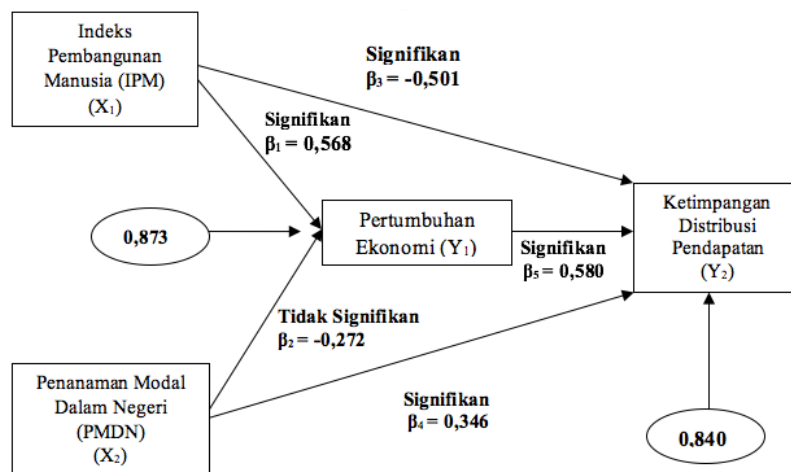 Indeks
Pembangunan
Manusia (IPM)
(X₁)
Signifikan
β₃ = -0,501
Signifikan
β₁ = 0,568
0,873
Pertumbuhan
Ekonomi (Y₁)
Signifikan
β₅ = 0,580
Ketimpangan
Distribusi
Pendapatan
(Y₂)
Tidak Signifikan
β₂ = -0,272
Penanaman Modal
Dalam Negeri
(PMDN)
(X₂)
Signifikan
β₄ = 0,346
0,840